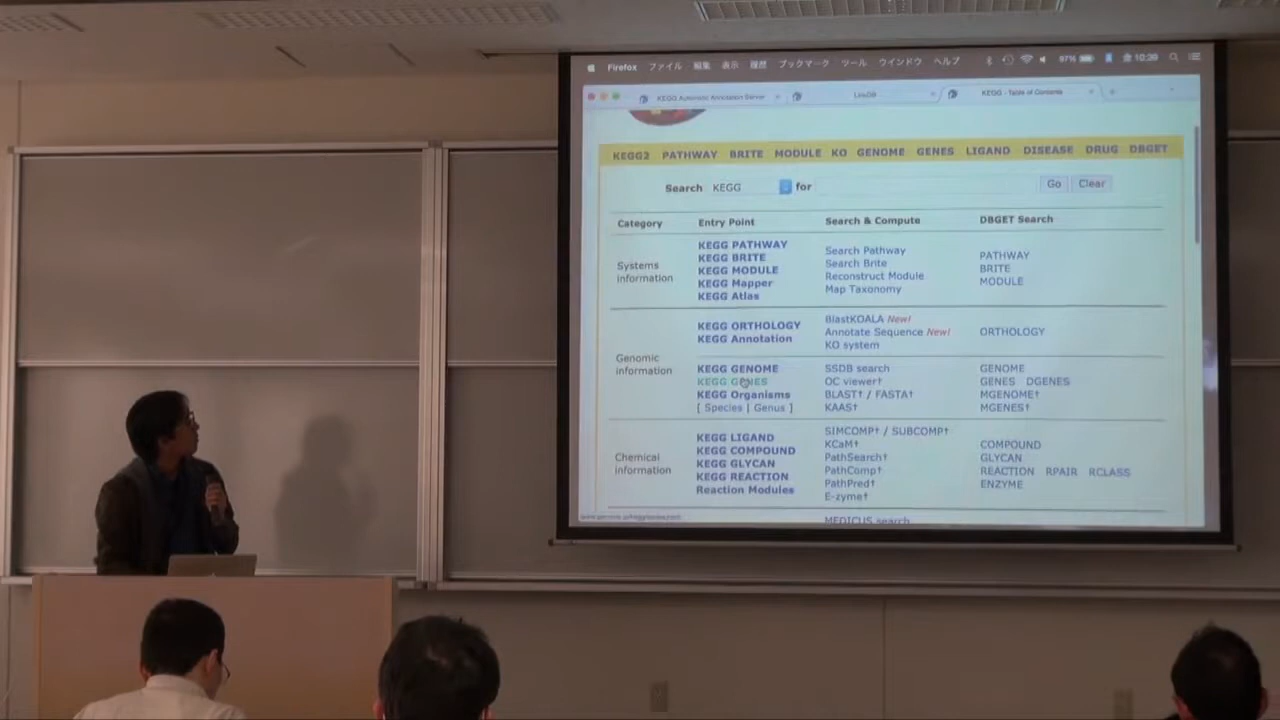 Firefox ファイル 編集 表示 履歴 ブックマーク ツール ウインドウ ヘルプ 97% 金 10:39
KEGG Automatic Annotation Server LinkDB KEGG - Table of Contents
KEGG2 PATHWAY BRITE MODULE KO GENOME GENES LIGAND DISEASE DRUG DBGET
Search KEGG for Go Clear
Category Entry Point Search & Compute DBGET Search
Systems information
KEGG PATHWAY
KEGG BRITE
KEGG MODULE
KEGG Mapper
KEGG Atlas
Search Pathway
Search Brite
Reconstruct Module
Map Taxonomy
PATHWAY
BRITE
MODULE
Genomic information
KEGG ORTHOLOGY
KEGG Annotation
BlastKOALA New!
Annotate Sequence New!
KO system
ORTHOLOGY
KEGG GENOME
KEGG GENES
KEGG Organisms
[ Species | Genus ]
SSDB search
OC viewer†
BLAST† / FASTA†
KAAS†
GENOME
GENES DGENES
MGENOME†
MGENES†
Chemical information
KEGG LIGAND
KEGG COMPOUND
KEGG GLYCAN
KEGG REACTION
Reaction Modules
SIMCOMP† / SUBCOMP†
KCaM†
PathSearch†
PathComp†
PathPred†
E-zyme†
COMPOUND
GLYCAN
REACTION RPAIR RCLASS
ENZYME
MEDICUS search